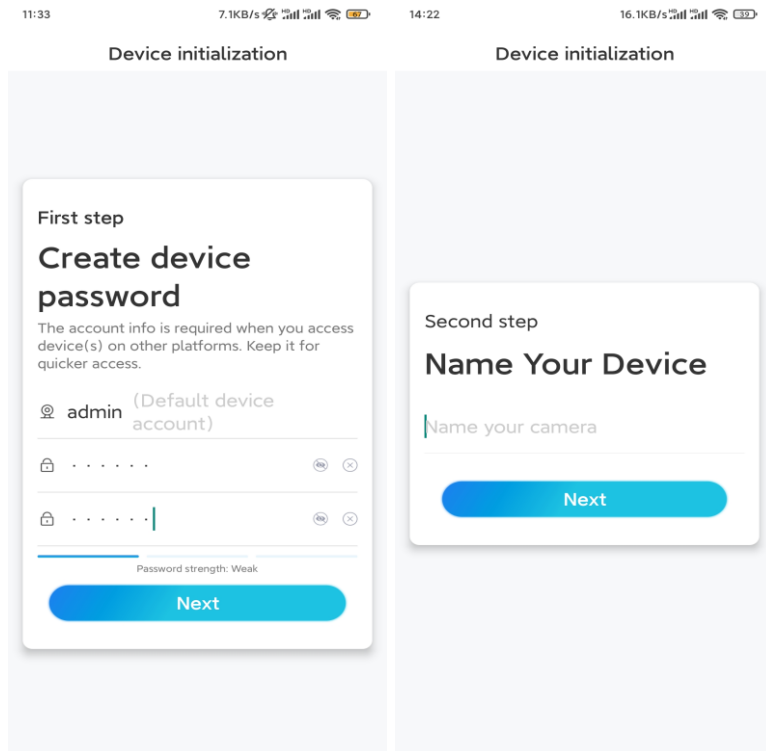 11:33
7.1KB/s
67
Device initialization
First step
Create device
password
The account info is required when you access
device(s) on other platforms. Keep it for
quicker access.
admin
(Default device
account)
Password strength: Weak
Next
14:22
16.1KB/s
39
Device initialization
Second step
Name Your Device
Name your camera
Next